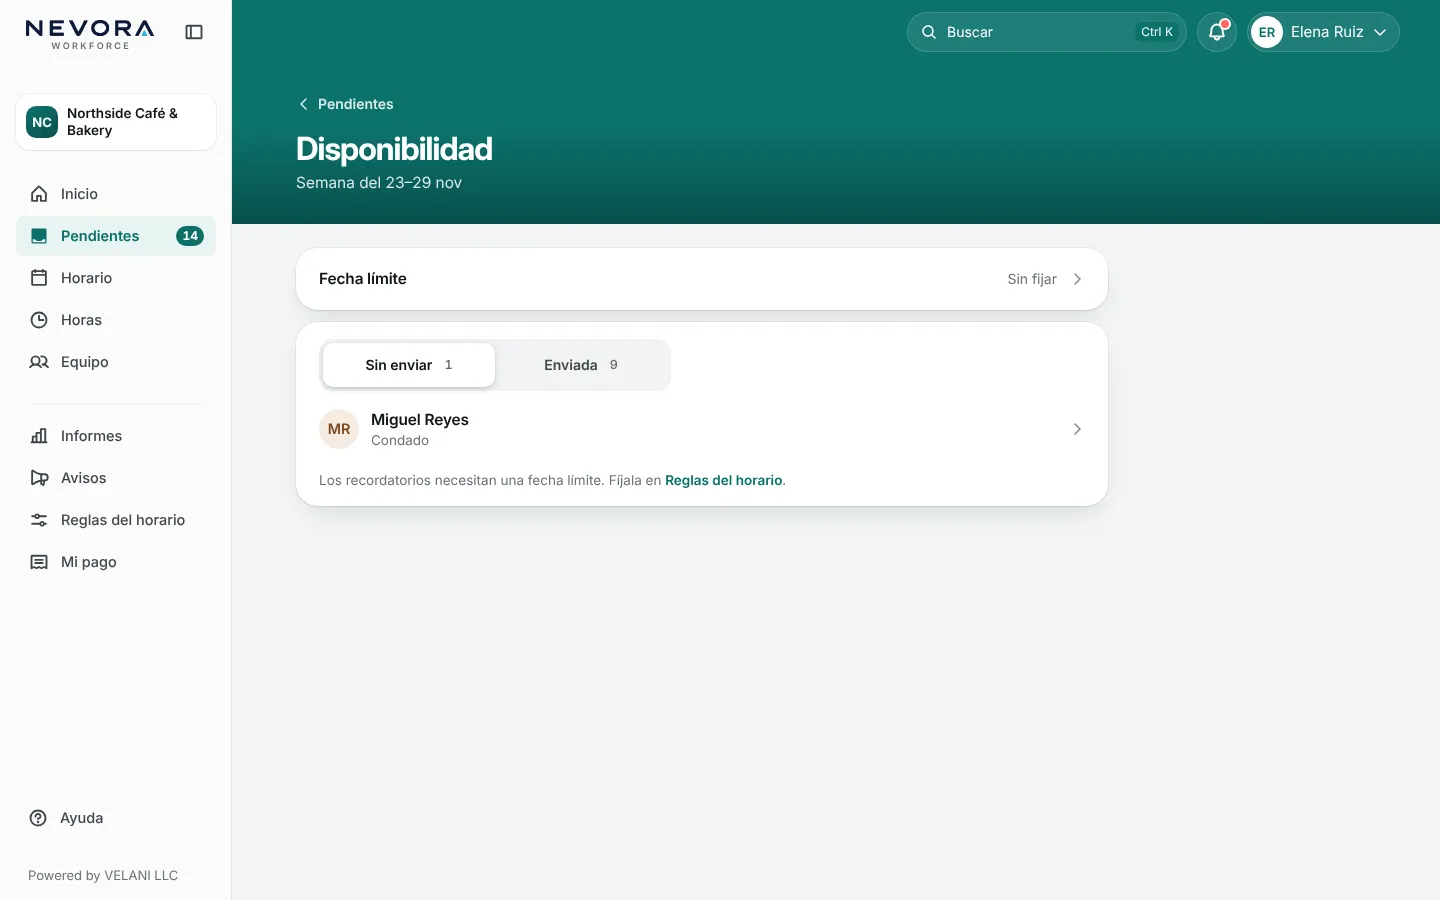 NEVORA
WORKFORCE
Buscar
Ctrl K
ER
Elena Ruiz
NC
Northside Café &
Bakery
Pendientes
Disponibilidad
Semana del 23–29 nov
Inicio
Pendientes
14
Horario
Horas
Equipo
Informes
Avisos
Reglas del horario
Mi pago
Fecha límite
Sin fijar
Sin enviar 1
Enviada 9
MR
Miguel Reyes
Condado
Los recordatorios necesitan una fecha límite. Fíjala en Reglas del horario.
Ayuda
Powered by VELANI LLC